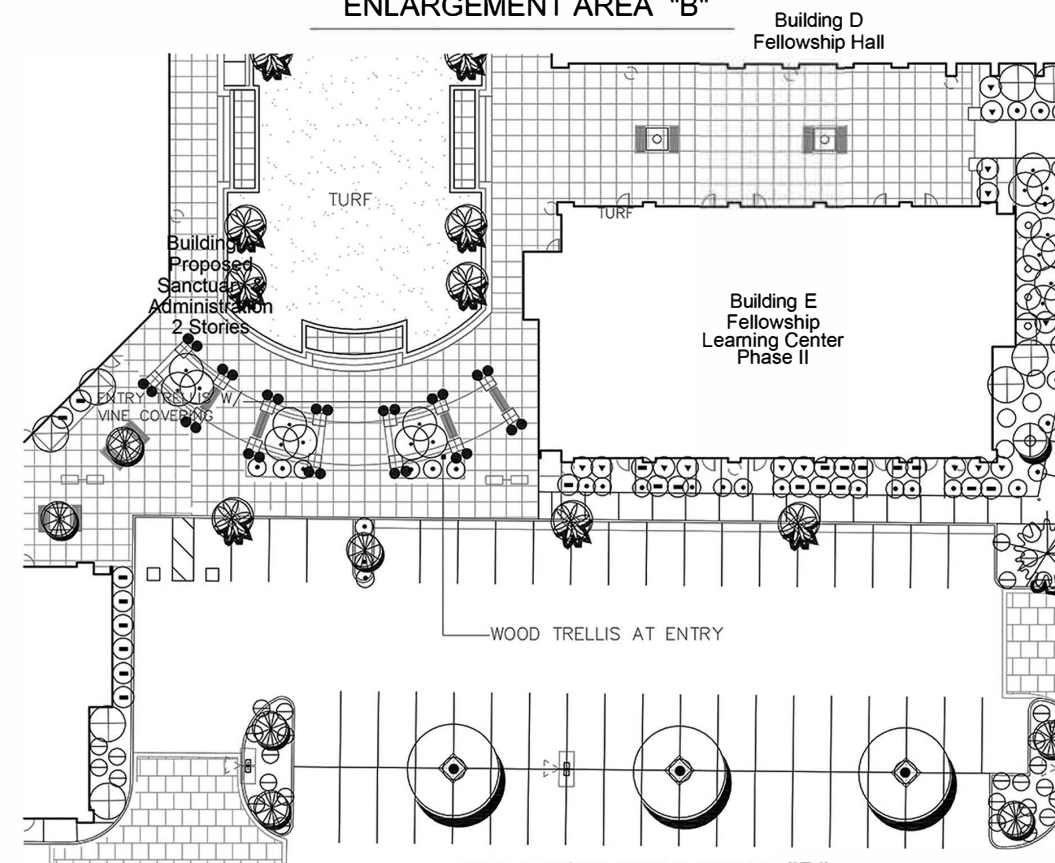 ENLARGEMENT AREA "B"
Building D
Fellowship Hall
TURF
TURF
Building
Proposed
Sanctuary &
Administration
2 Stories
Building E
Fellowship
Learning Center
Phase II
ENTRY TRELLIS W/
VINE COVERING
WOOD TRELLIS AT ENTRY